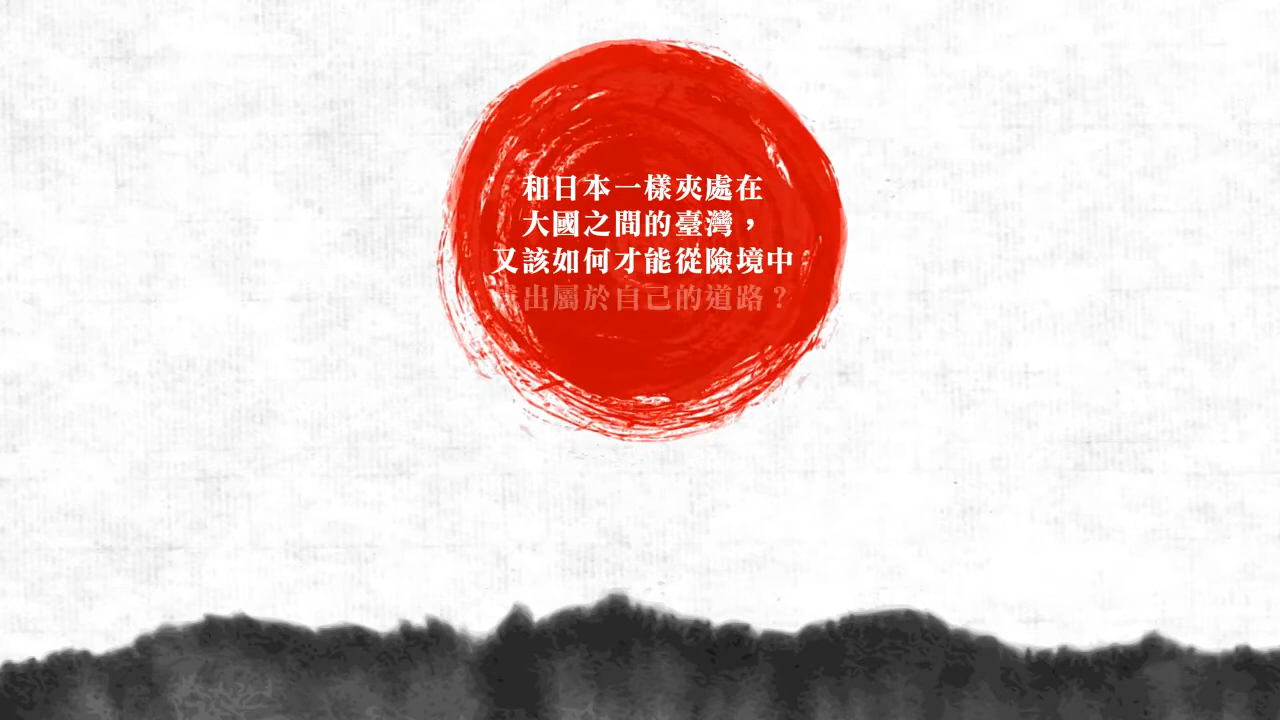 和日本一樣夾處在
大國之間的臺灣，
又該如何才能從險境中
出屬於自己的道路？